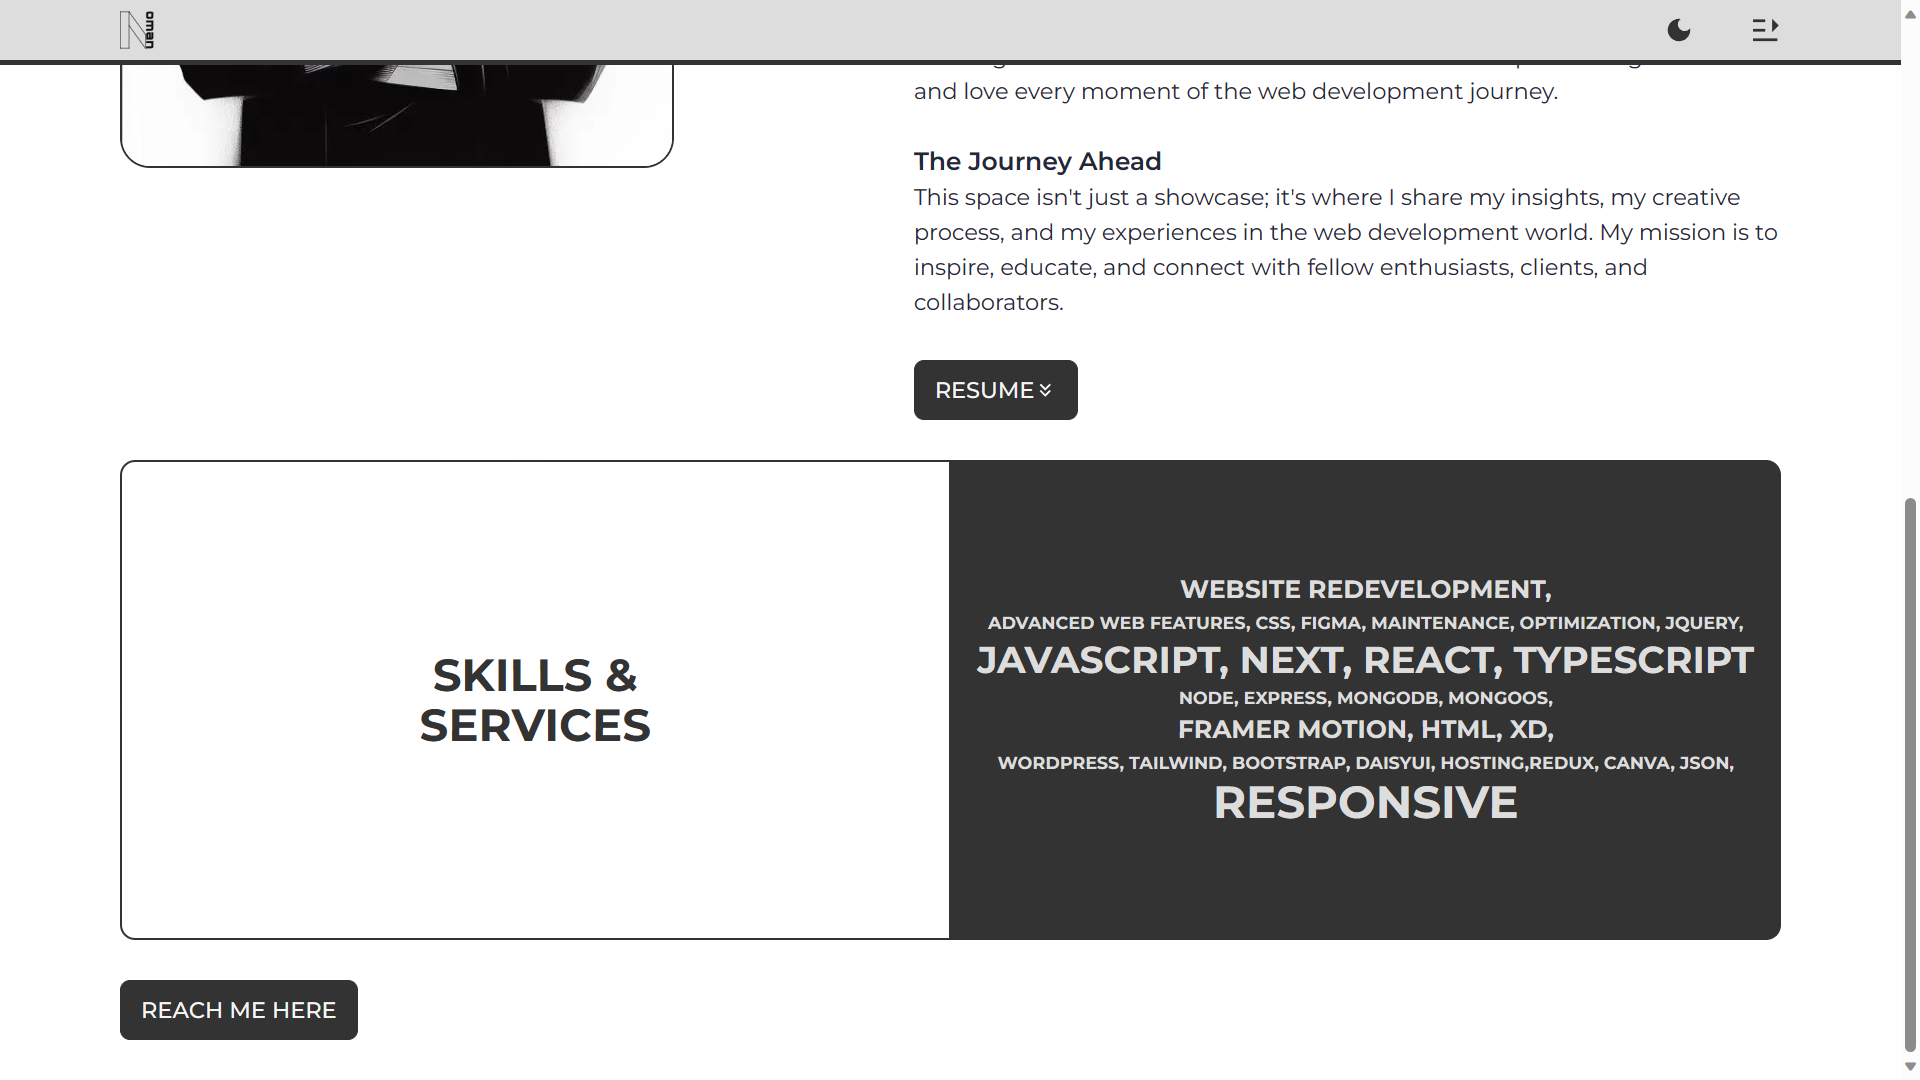 Noman
and love every moment of the web development journey.
The Journey Ahead
This space isn't just a showcase; it's where I share my insights, my creative
process, and my experiences in the web development world. My mission is to
inspire, educate, and connect with fellow enthusiasts, clients, and
collaborators.
RESUME
SKILLS &
SERVICES
WEBSITE REDEVELOPMENT,
ADVANCED WEB FEATURES, CSS, FIGMA, MAINTENANCE, OPTIMIZATION, JQUERY,
JAVASCRIPT, NEXT, REACT, TYPESCRIPT
NODE, EXPRESS, MONGODB, MONGOOS,
FRAMER MOTION, HTML, XD,
WORDPRESS, TAILWIND, BOOTSTRAP, DAISYUI, HOSTING,REDUX, CANVA, JSON,
RESPONSIVE
REACH ME HERE